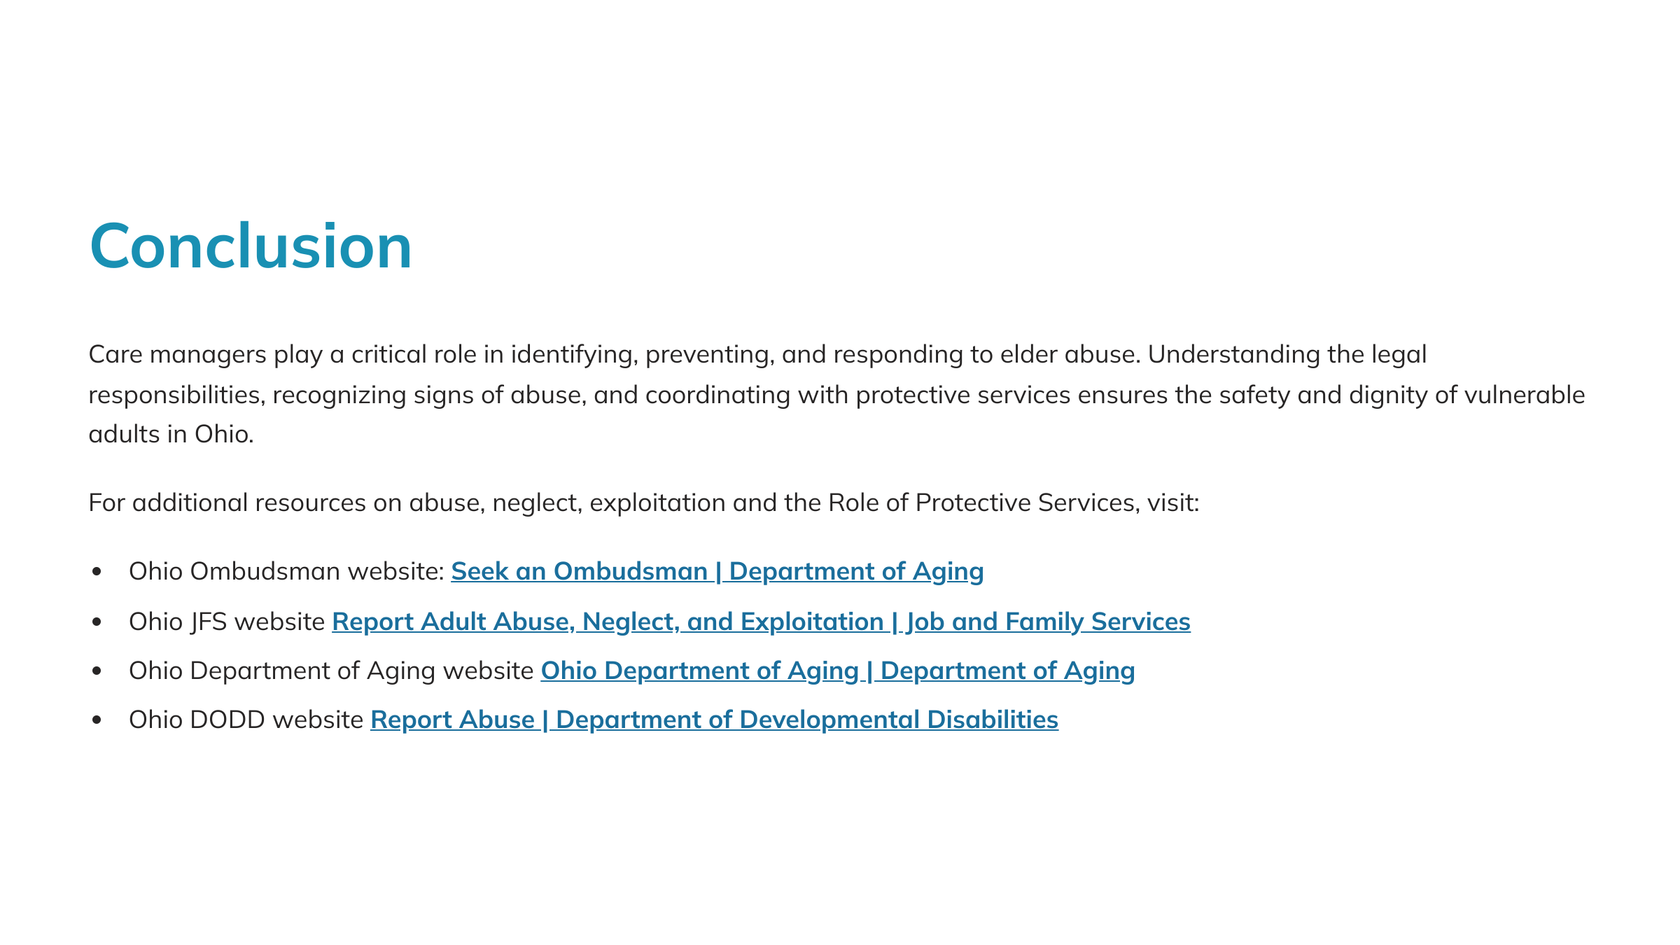 Conclusion
Care managers play a critical role in identifying, preventing, and responding to elder abuse. Understanding the legal
responsibilities, recognizing signs of abuse, and coordinating with protective services ensures the safety and dignity of vulnerable
adults in Ohio.
For additional resources on abuse, neglect, exploitation and the Role of Protective Services, visit:
• Ohio Ombudsman website: Seek an Ombudsman | Department of Aging
• Ohio JFS website Report Adult Abuse, Neglect, and Exploitation | Job and Family Services
• Ohio Department of Aging website Ohio Department of Aging | Department of Aging
• Ohio DODD website Report Abuse | Department of Developmental Disabilities